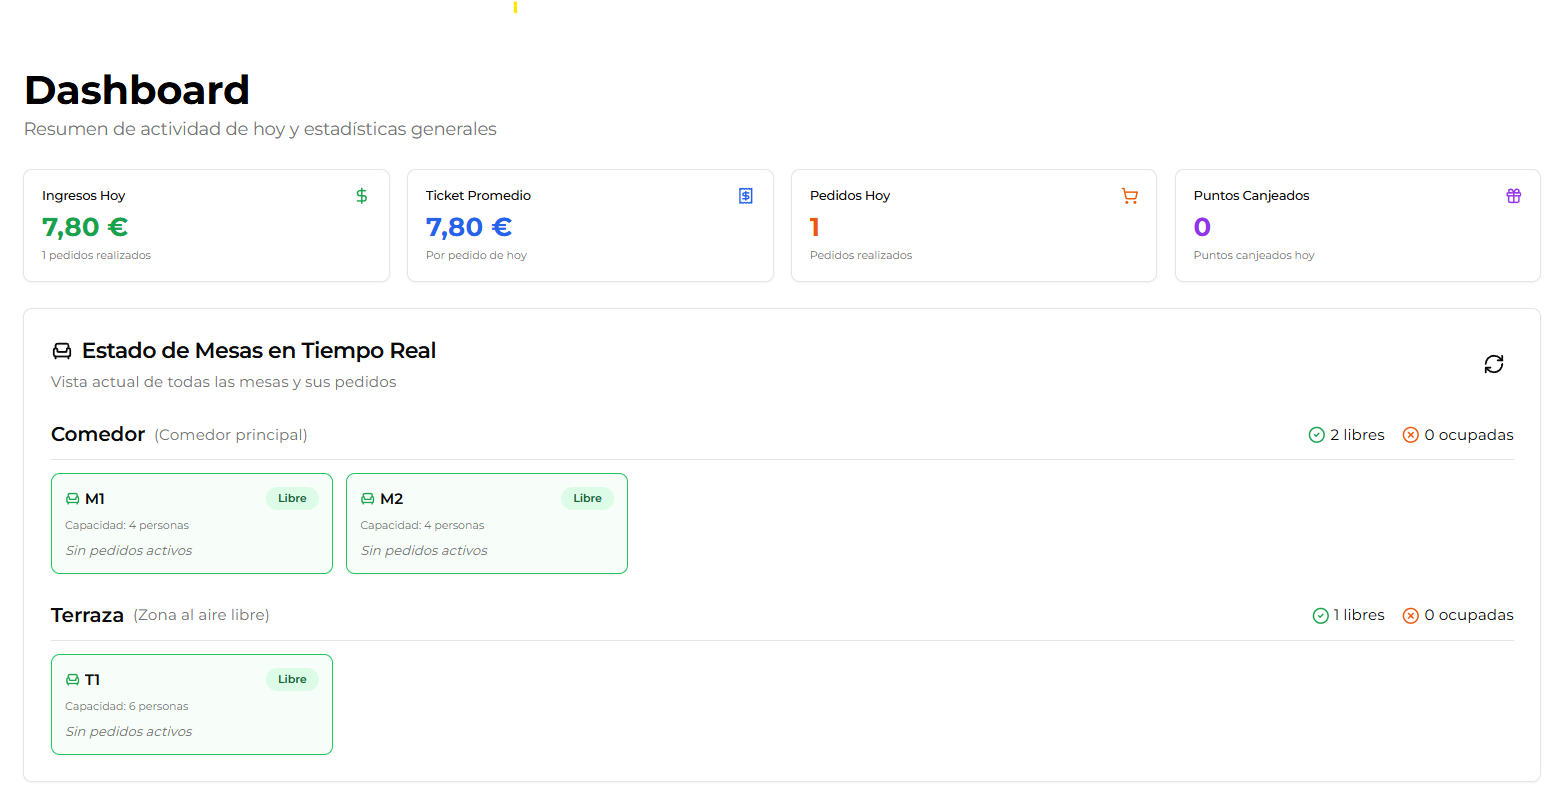 Dashboard
Resumen de actividad de hoy y estadísticas generales
Ingresos Hoy
7,80 €
1 pedidos realizados
Ticket Promedio
7,80 €
Por pedido de hoy
Pedidos Hoy
1
Pedidos realizados
Puntos Canjeados
0
Puntos canjeados hoy
Estado de Mesas en Tiempo Real
Vista actual de todas las mesas y sus pedidos
Comedor (Comedor principal) 2 libres 0 ocupadas
M1 Libre
Capacidad: 4 personas
Sin pedidos activos
M2 Libre
Capacidad: 4 personas
Sin pedidos activos
Terraza (Zona al aire libre) 1 libres 0 ocupadas
T1 Libre
Capacidad: 6 personas
Sin pedidos activos